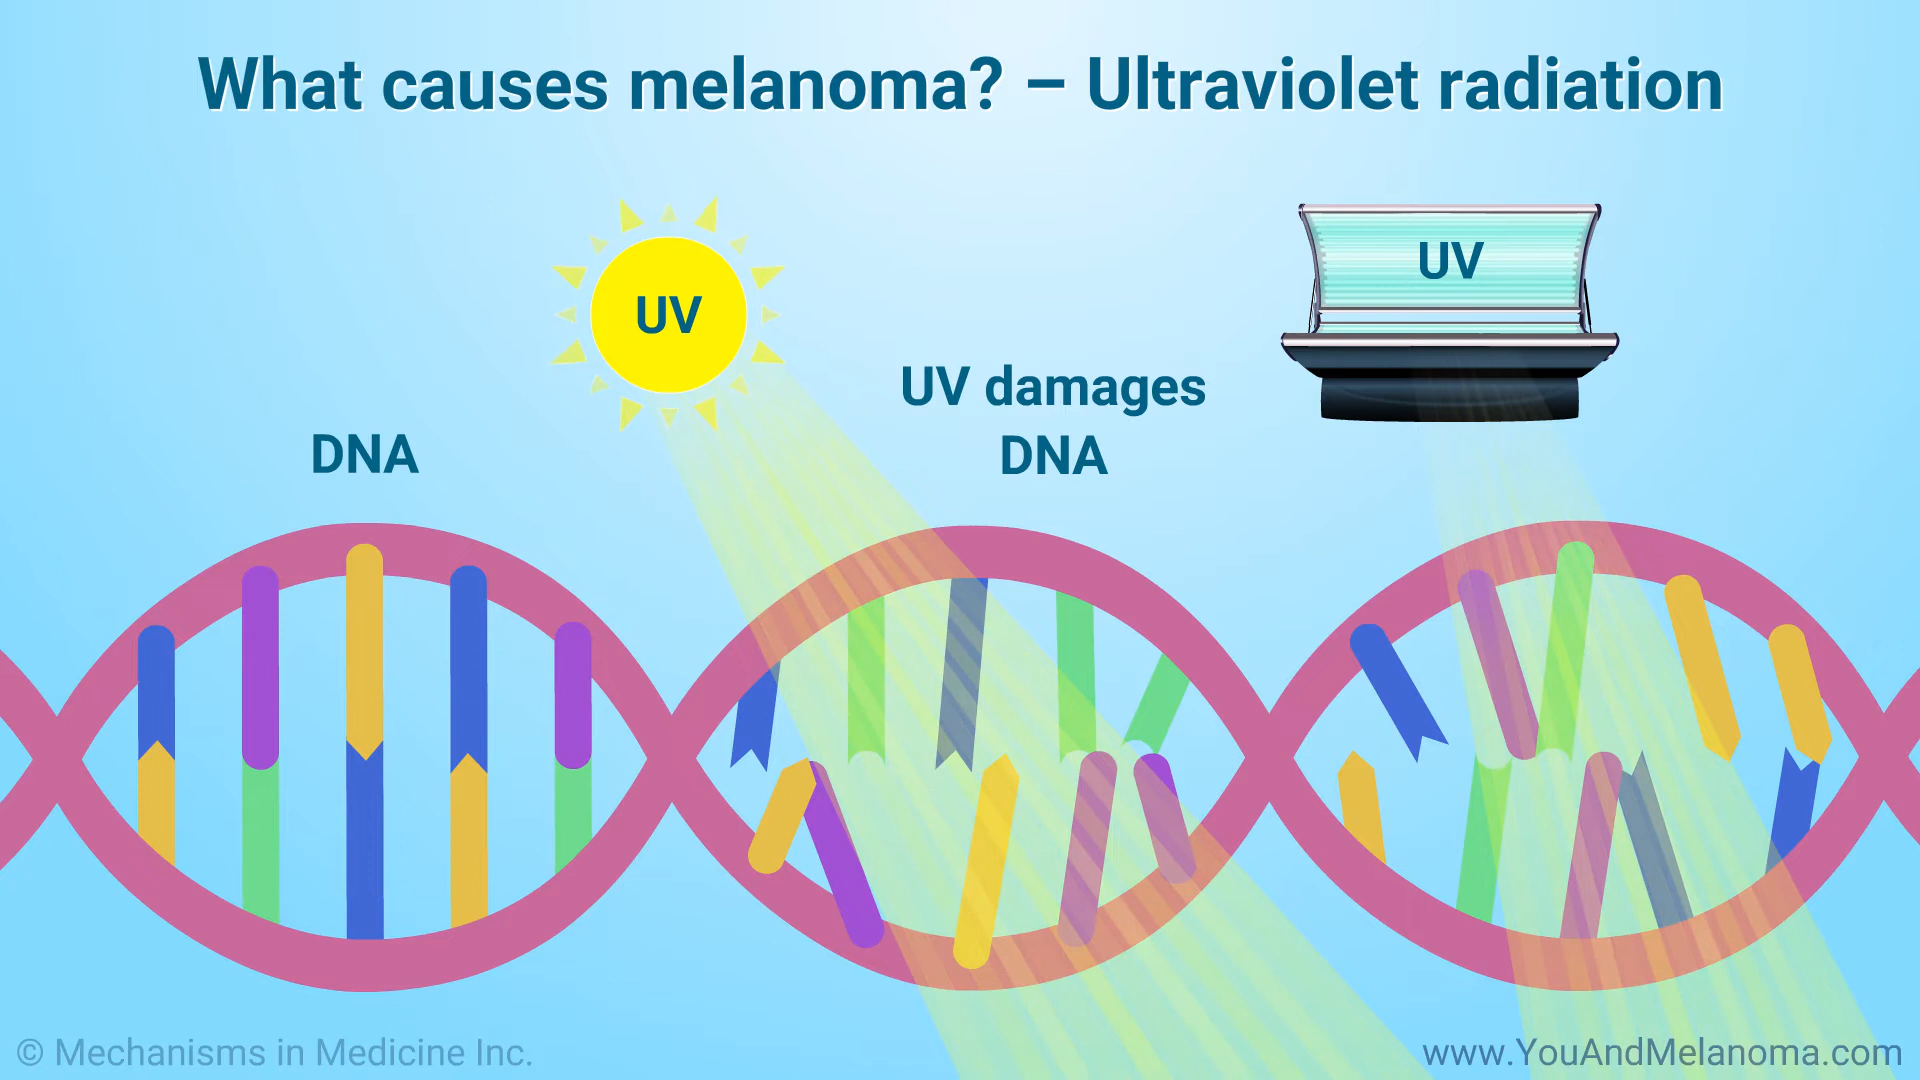 What causes melanoma? – Ultraviolet radiation
UV
UV
UV damages
DNA
DNA
© Mechanisms in Medicine Inc.
www.YouAndMelanoma.com